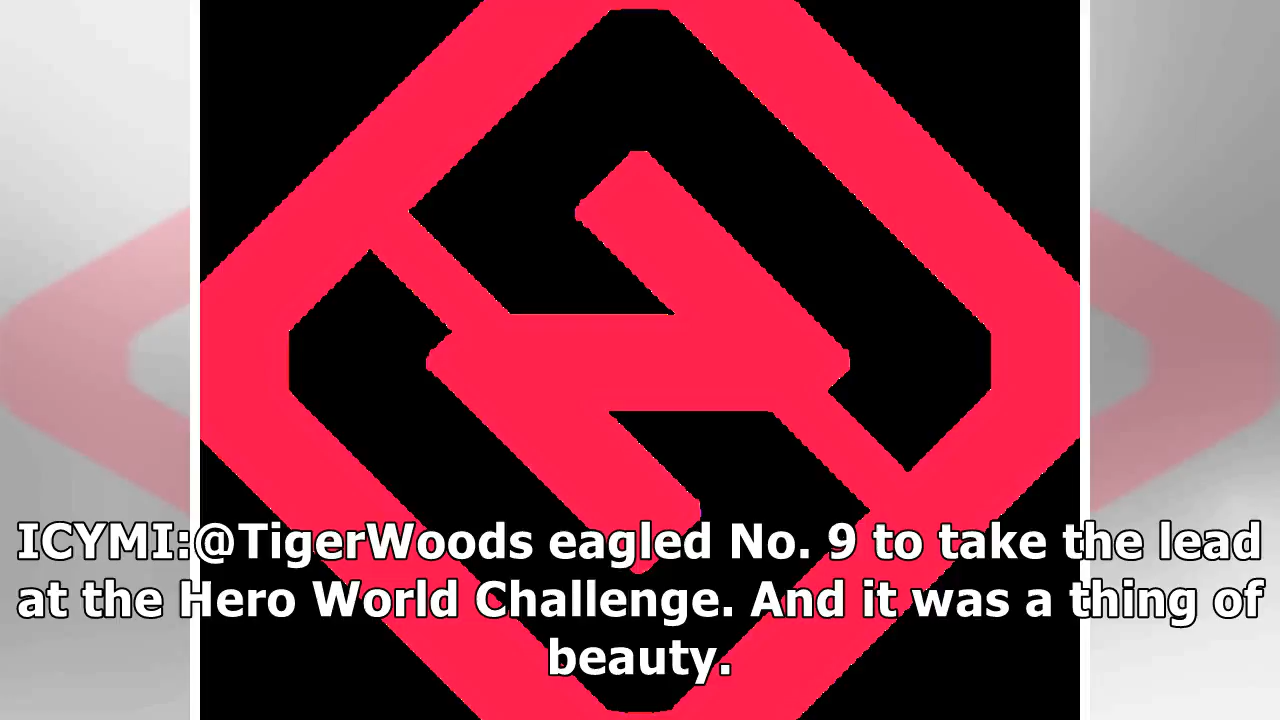 ICYMI:@TigerWoods eagled No. 9 to take the lead
at the Hero World Challenge. And it was a thing of
beauty.